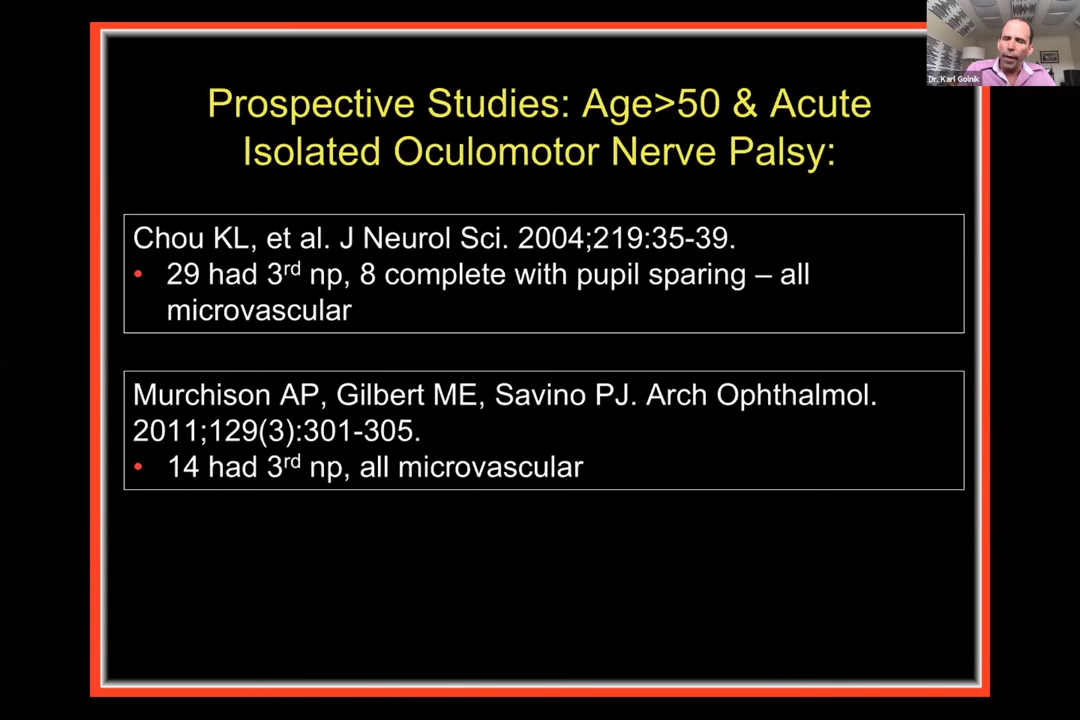 Prospective Studies: Age>50 & Acute
Isolated Oculomotor Nerve Palsy:
Chou KL, et al. J Neurol Sci. 2004;219:35-39.
• 29 had 3rd np, 8 complete with pupil sparing – all
microvascular
Murchison AP, Gilbert ME, Savino PJ. Arch Ophthalmol.
2011;129(3):301-305.
• 14 had 3rd np, all microvascular
Dr. Karl Golnik